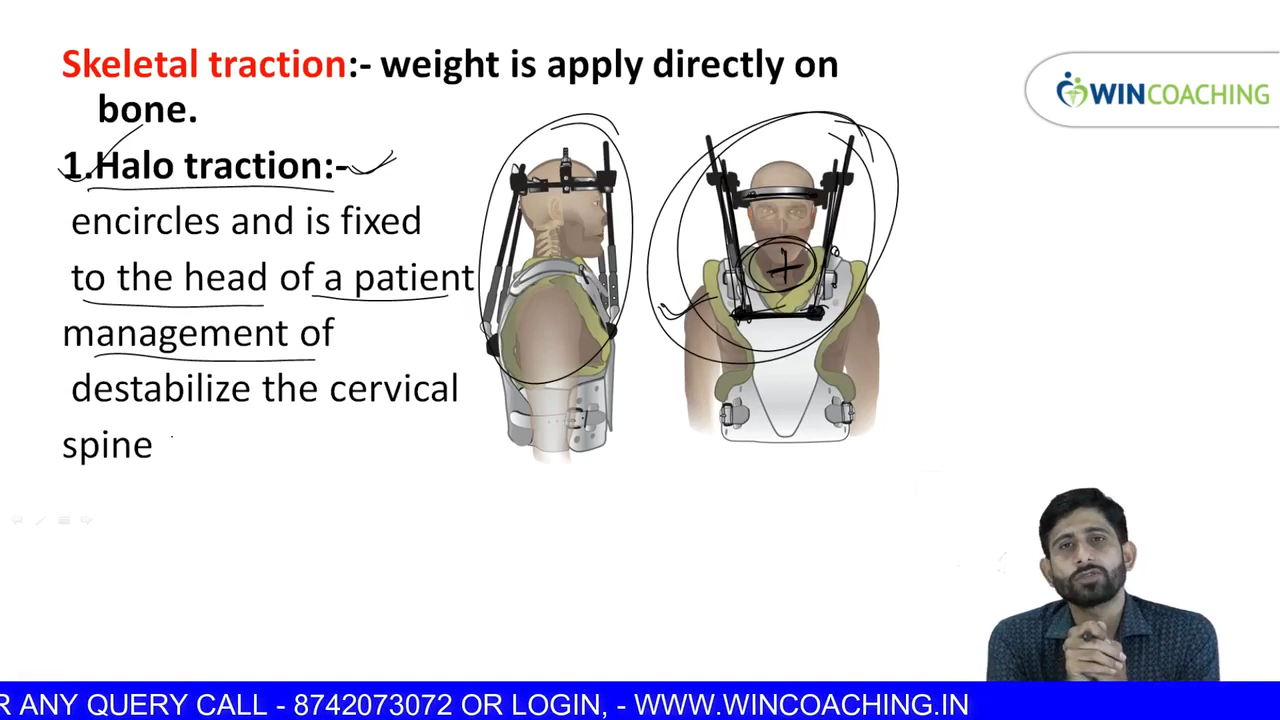 Skeletal traction:- weight is apply directly on
bone.
1.Halo traction:-
encircles and is fixed
to the head of a patient
management of
destabilize the cervical
spine
WINCOACHING
R ANY QUERY CALL - 8742073072 OR LOGIN, - WWW.WINCOACHING.IN